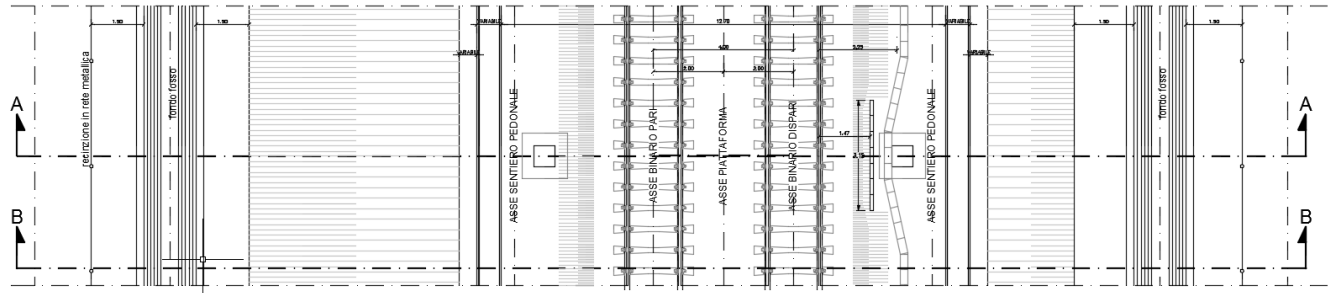 1.50
1.50
VARIABILE
12.70
VARIABILE
1.50
1.50
VARIABILE
4.00
VARIABILE
2.00
2.00
recinzione in rete metallica
fondo fosso
ASSE SENTIERO PEDONALE
ASSE BINARIO PARI
ASSE PIATTAFORMA
ASSE BINARIO DISPARI
ASSE SENTIERO PEDONALE
fondo fosso
A
A
1.47
B
B